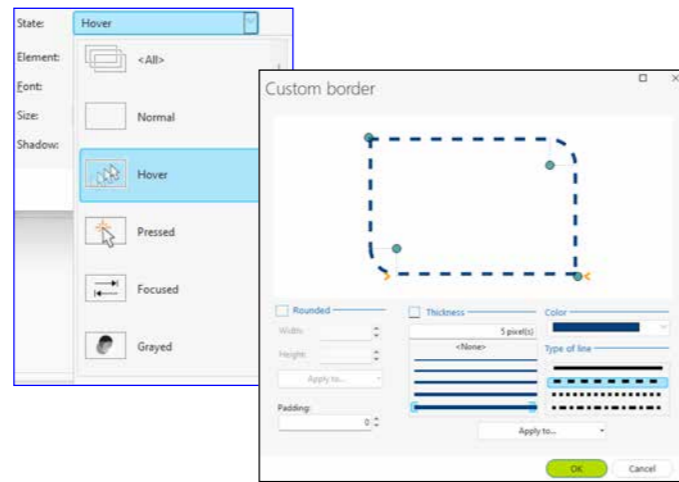 State: Hover
Element: <All>
Font:
Size: Normal
Shadow:
Hover
Pressed
Focused
Grayed
Custom border
Rounded
Width:
Height:
Apply to...
Padding:
0
Thickness
5 pixel(s)
<None>
Color
Type of line
Apply to...
OK
Cancel